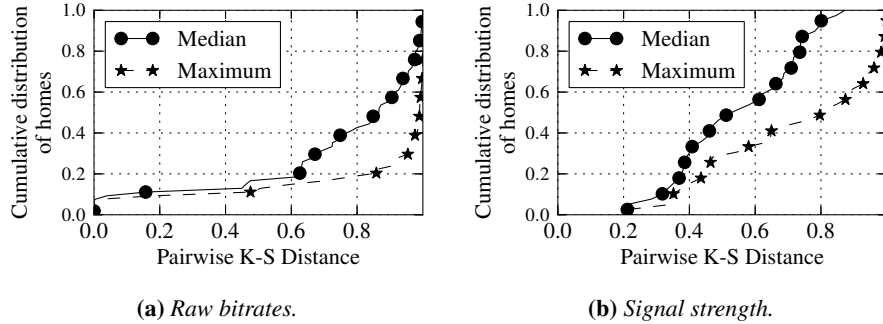 1.0
0.8
0.6
0.4
0.2
0.0
Cumulative distribution
of homes
Median
Maximum
0.0 0.2 0.4 0.6 0.8
Pairwise K-S Distance
(a) Raw bitrates.
1.0
0.8
0.6
0.4
0.2
0.0
Cumulative distribution
of homes
Median
Maximum
0.0 0.2 0.4 0.6 0.8
Pairwise K-S Distance
(b) Signal strength.